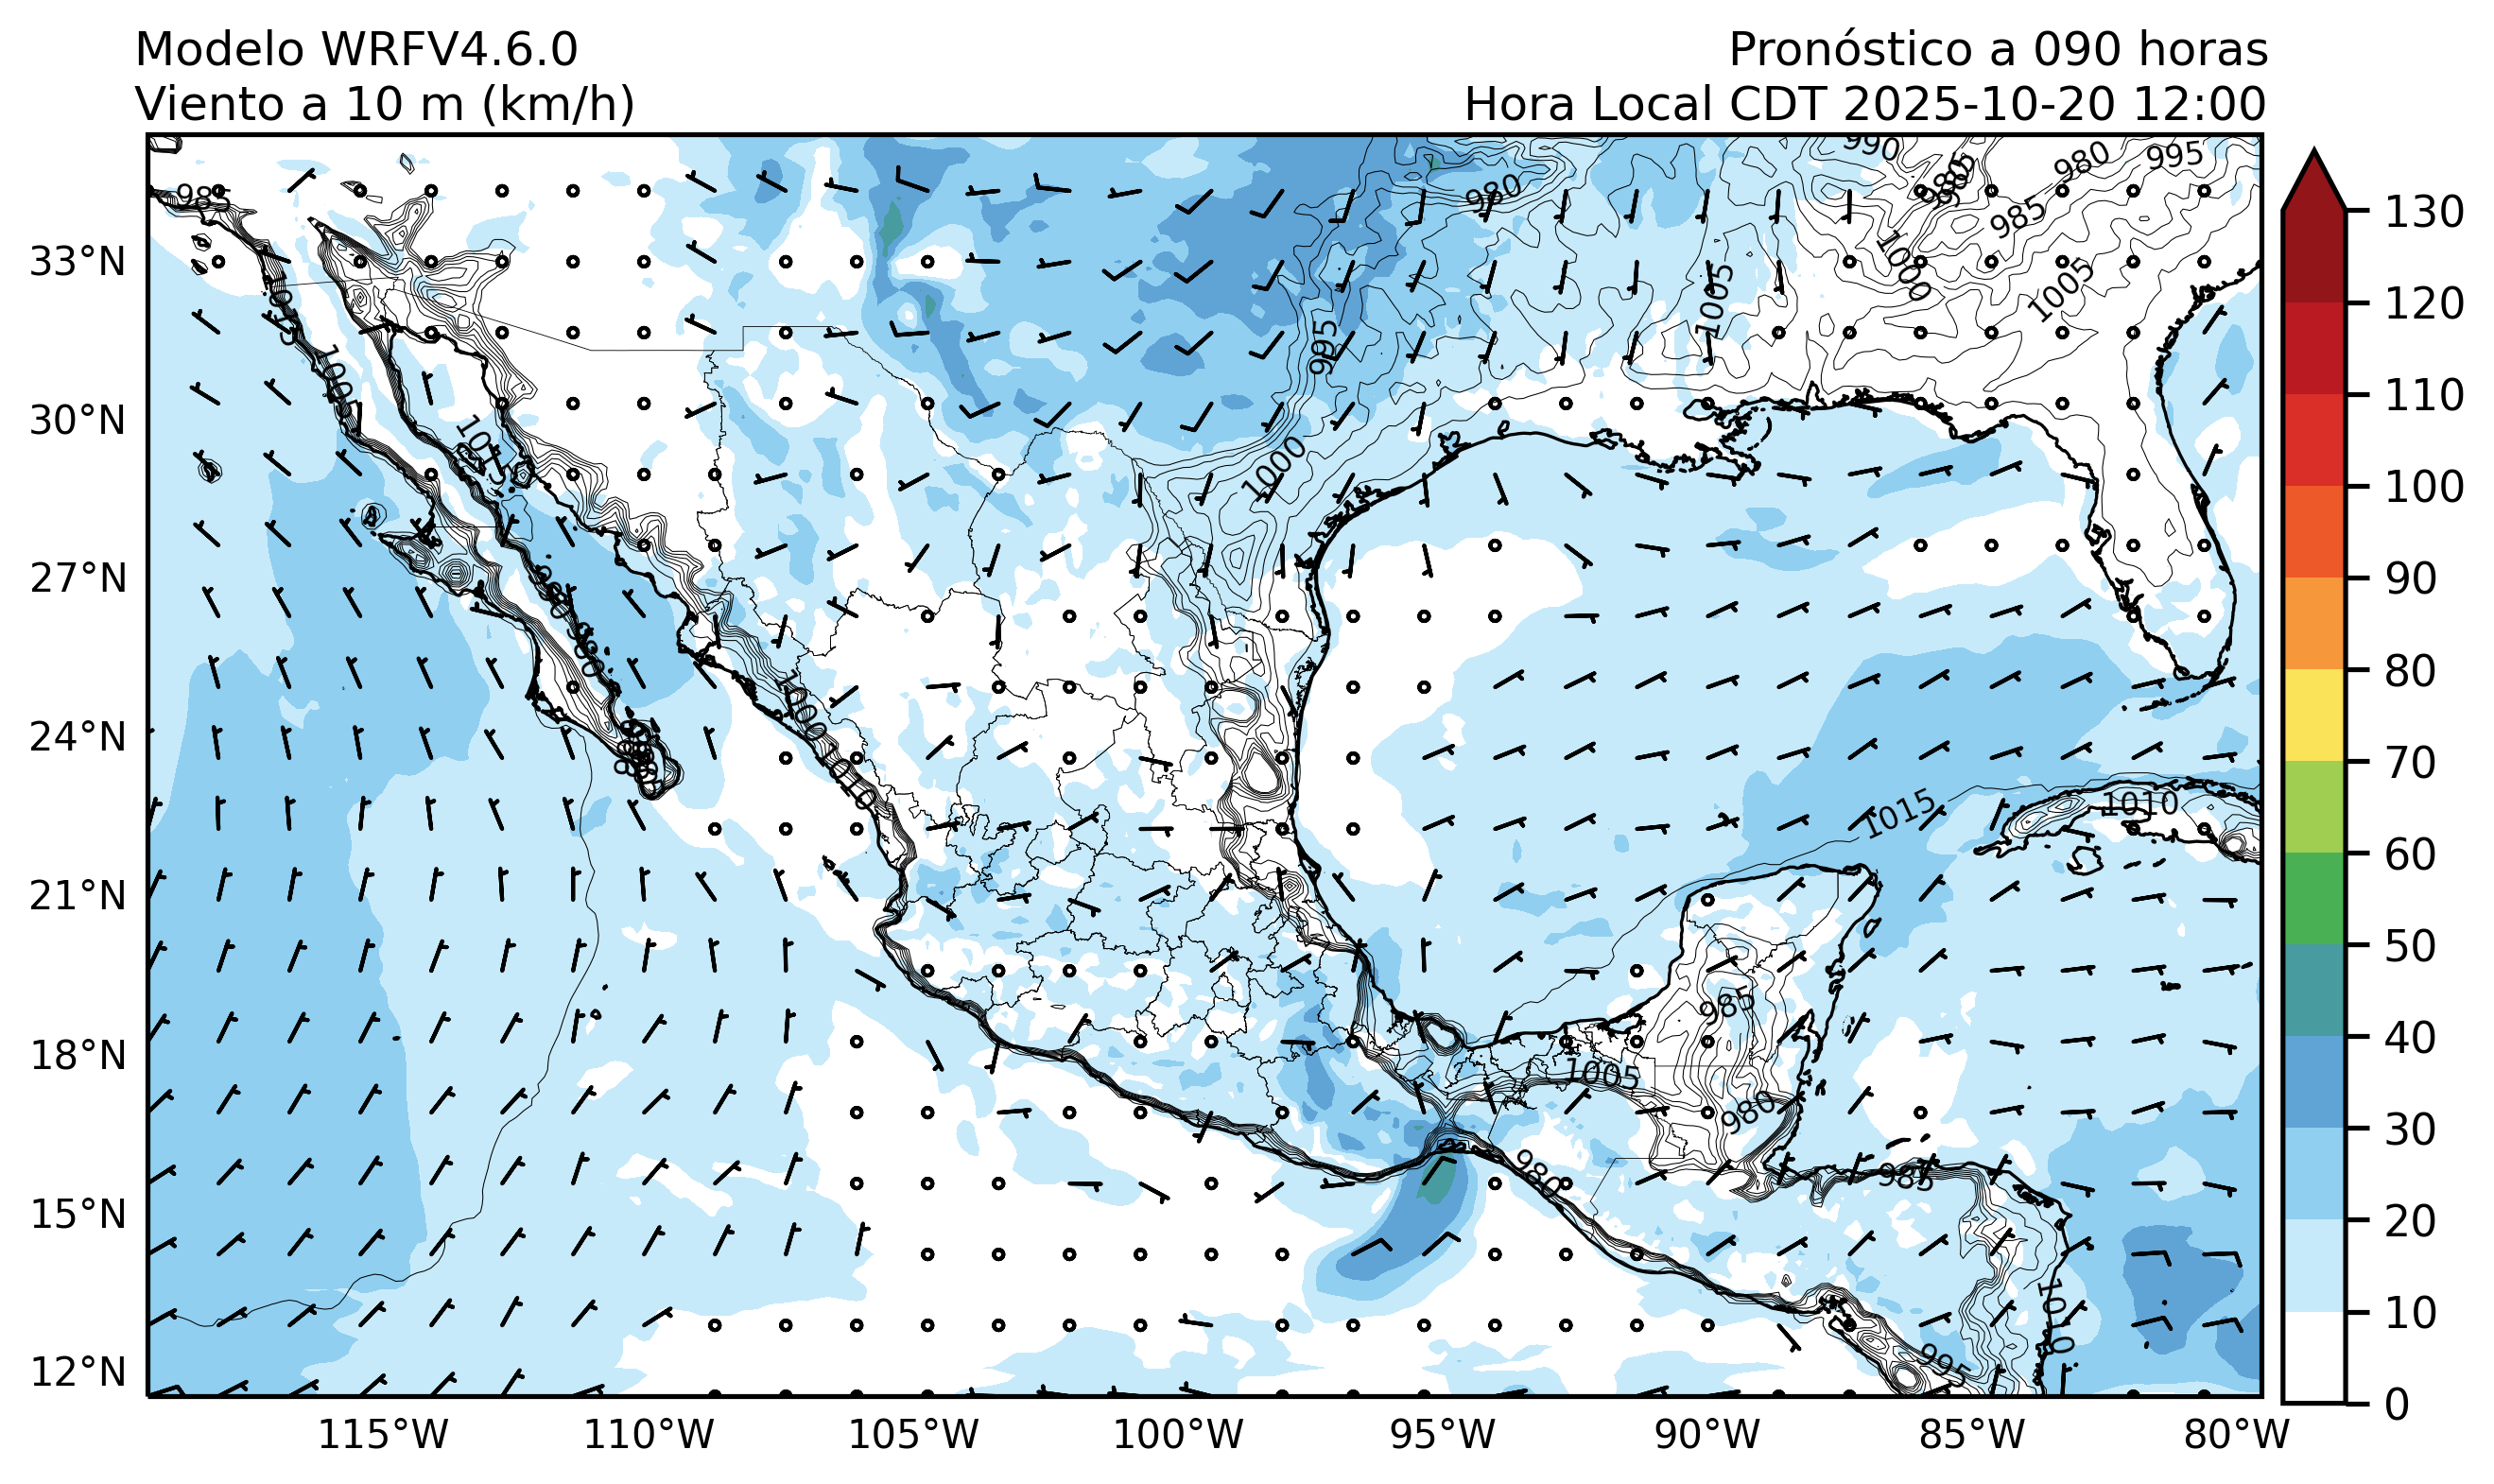 Modelo WRFV4.6.0
Viento a 10 m (km/h)
Pronóstico a 090 horas
Hora Local CDT 2025-10-20 12:00
33°N
30°N
27°N
24°N
21°N
18°N
15°N
12°N
115°W
110°W
105°W
100°W
95°W
90°W
85°W
80°W
130
120
110
100
90
80
70
60
50
40
30
20
10
0
985
980
990
980
995
985
1000
1005
1005
995
1000
1015
1010
1000
1010
1015
1010
985
1005
980
980
985
1010
995